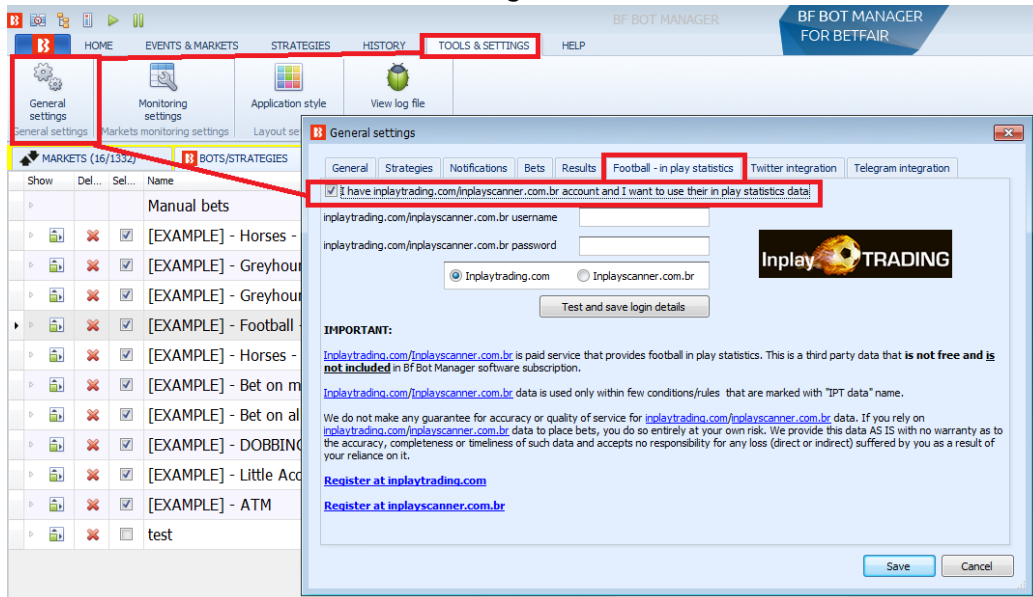 BF BOT MANAGER
BF BOT MANAGER
FOR BETFAIR
HOME EVENTS & MARKETS STRATEGIES HISTORY TOOLS & SETTINGS HELP
General
settings
Monitoring
settings
Application style
View log file
General settings
Markets monitoring settings
Layout se
MARKETS (16/1332)
BOTS/STRATEGIES
Show Del... Sel... Name
Manual bets
[EXAMPLE] - Horses -
[EXAMPLE] - Greyhour
[EXAMPLE] - Greyhour
[EXAMPLE] - Football -
[EXAMPLE] - Horses -
[EXAMPLE] - Bet on m
[EXAMPLE] - Bet on al
[EXAMPLE] - DOBBING
[EXAMPLE] - Little Acc
[EXAMPLE] - ATM
test
General settings
General Strategies Notifications Bets Results Football - in play statistics Twitter integration Telegram integration
I have inplaytrading.com/inplayscanner.com.br account and I want to use their in play statistics data
inplaytrading.com/inplayscanner.com.br username
inplaytrading.com/inplayscanner.com.br password
Inplay TRADING
Inplaytrading.com Inplayscanner.com.br
Test and save login details
IMPORTANT:
Inplaytrading.com/Inplayscanner.com.br is paid service that provides football in play statistics. This is a third party data that is not free and is
not included in Bf Bot Manager software subscription.
Inplaytrading.com/Inplayscanner.com.br data is used only within few conditions/rules that are marked with "IPT data" name.
We do not make any guarantee for accuracy or quality of service for inplaytrading.com/inplayscanner.com.br data. If you rely on
inplaytrading.com/inplayscanner.com.br data to place bets, you do so entirely at your own risk. We provide this data AS IS with no warranty as to
the accuracy, completeness or timeliness of such data and accepts no responsibility for any loss (direct or indirect) suffered by you as a result of
your reliance on it.
Register at inplaytrading.com
Register at inplayscanner.com.br
Save Cancel